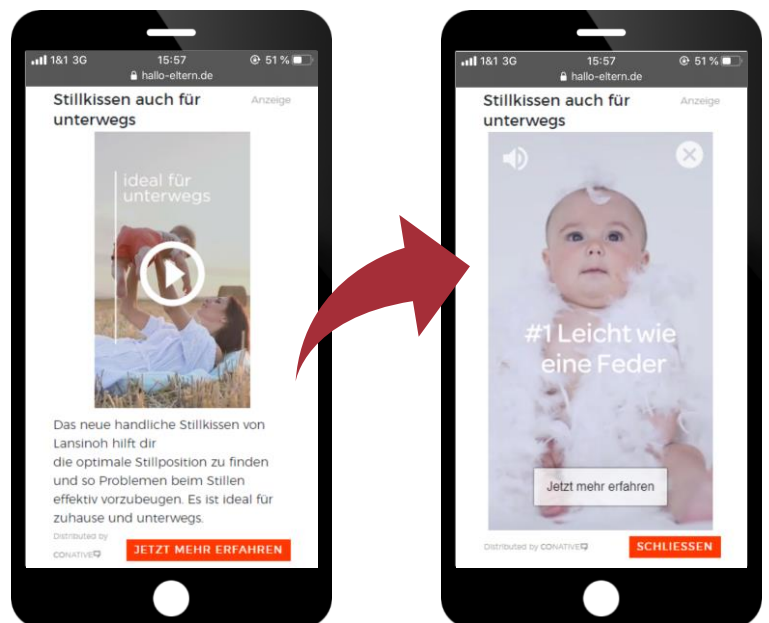 1&1 3G 15:57 51 %
hallo-eltern.de
Stillkissen auch für
unterwegs
Anzeige
ideal für
unterwegs
Das neue handliche Stillkissen von
Lansinoh hilft dir
die optimale Stillposition zu finden
und so Problemen beim Stillen
effektiv vorzubeugen. Es ist ideal für
zuhause und unterwegs.
Distributed by
CONATIVE
JETZT MEHR ERFAHREN
1&1 3G 15:57 51 %
hallo-eltern.de
Stillkissen auch für
unterwegs
Anzeige
#1 Leicht wie
eine Feder
Jetzt mehr erfahren
Distributed by CONATIVE
SCHLIESSEN